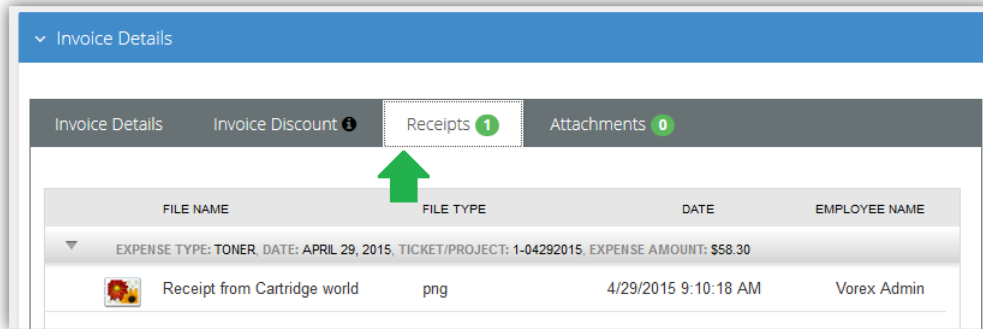 Invoice Details
Invoice Details Invoice Discount Receipts 1 Attachments 0
FILE NAME FILE TYPE DATE EMPLOYEE NAME
EXPENSE TYPE: TONER, DATE: APRIL 29, 2015, TICKET/PROJECT: 1-04292015, EXPENSE AMOUNT: $58.30
Receipt from Cartridge world png 4/29/2015 9:10:18 AM Vorex Admin